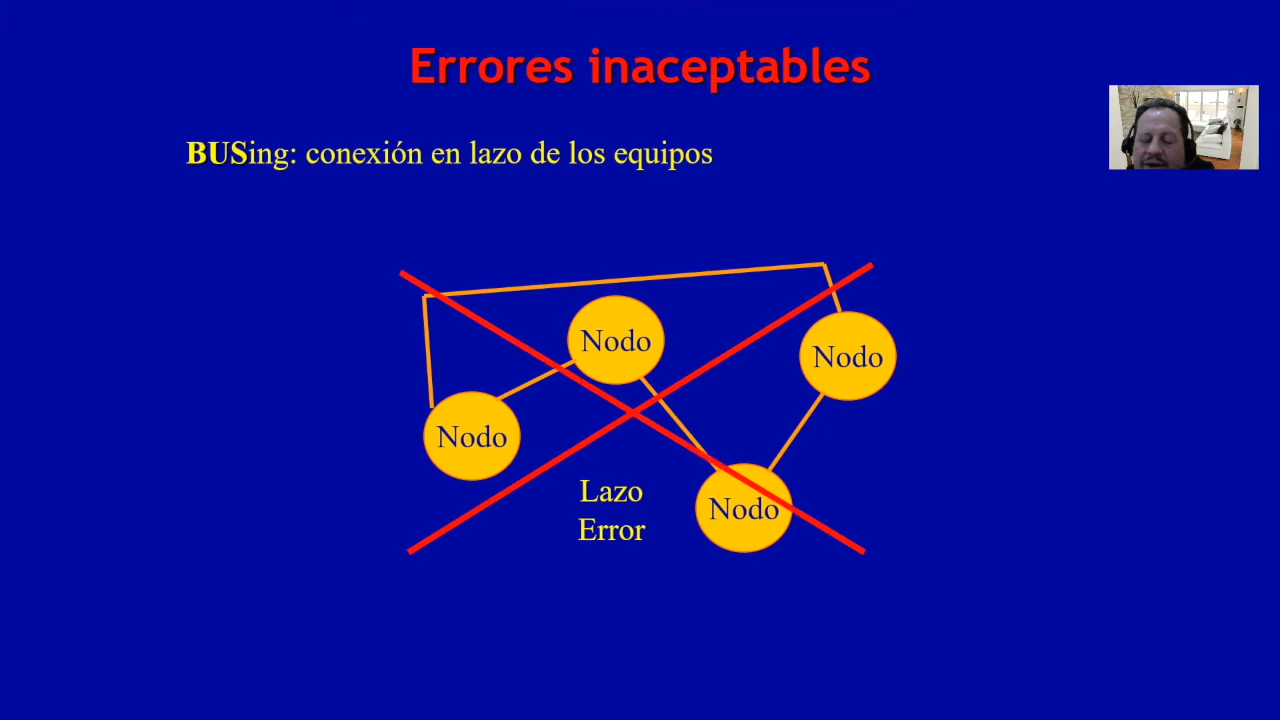 Errores inaceptables
BUSing: conexión en lazo de los equipos
Nodo
Nodo
Nodo
Lazo
Error
Nodo